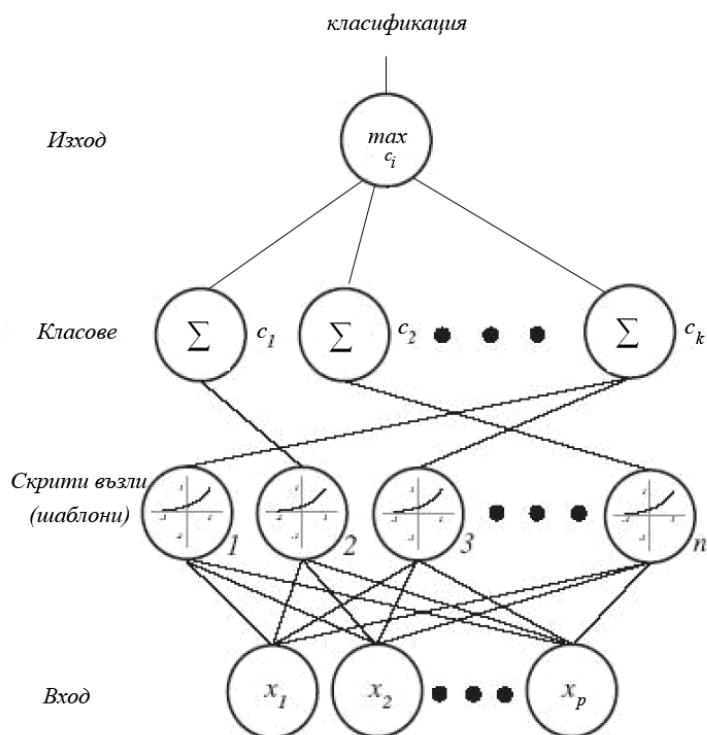 класификация
Изход
max
c_i
Класове
∑ c_1 ∑ c_2 ∑ c_k
Скрити възли
(шаблони)
1 2 3 n
Вход
x_1 x_2 x_p